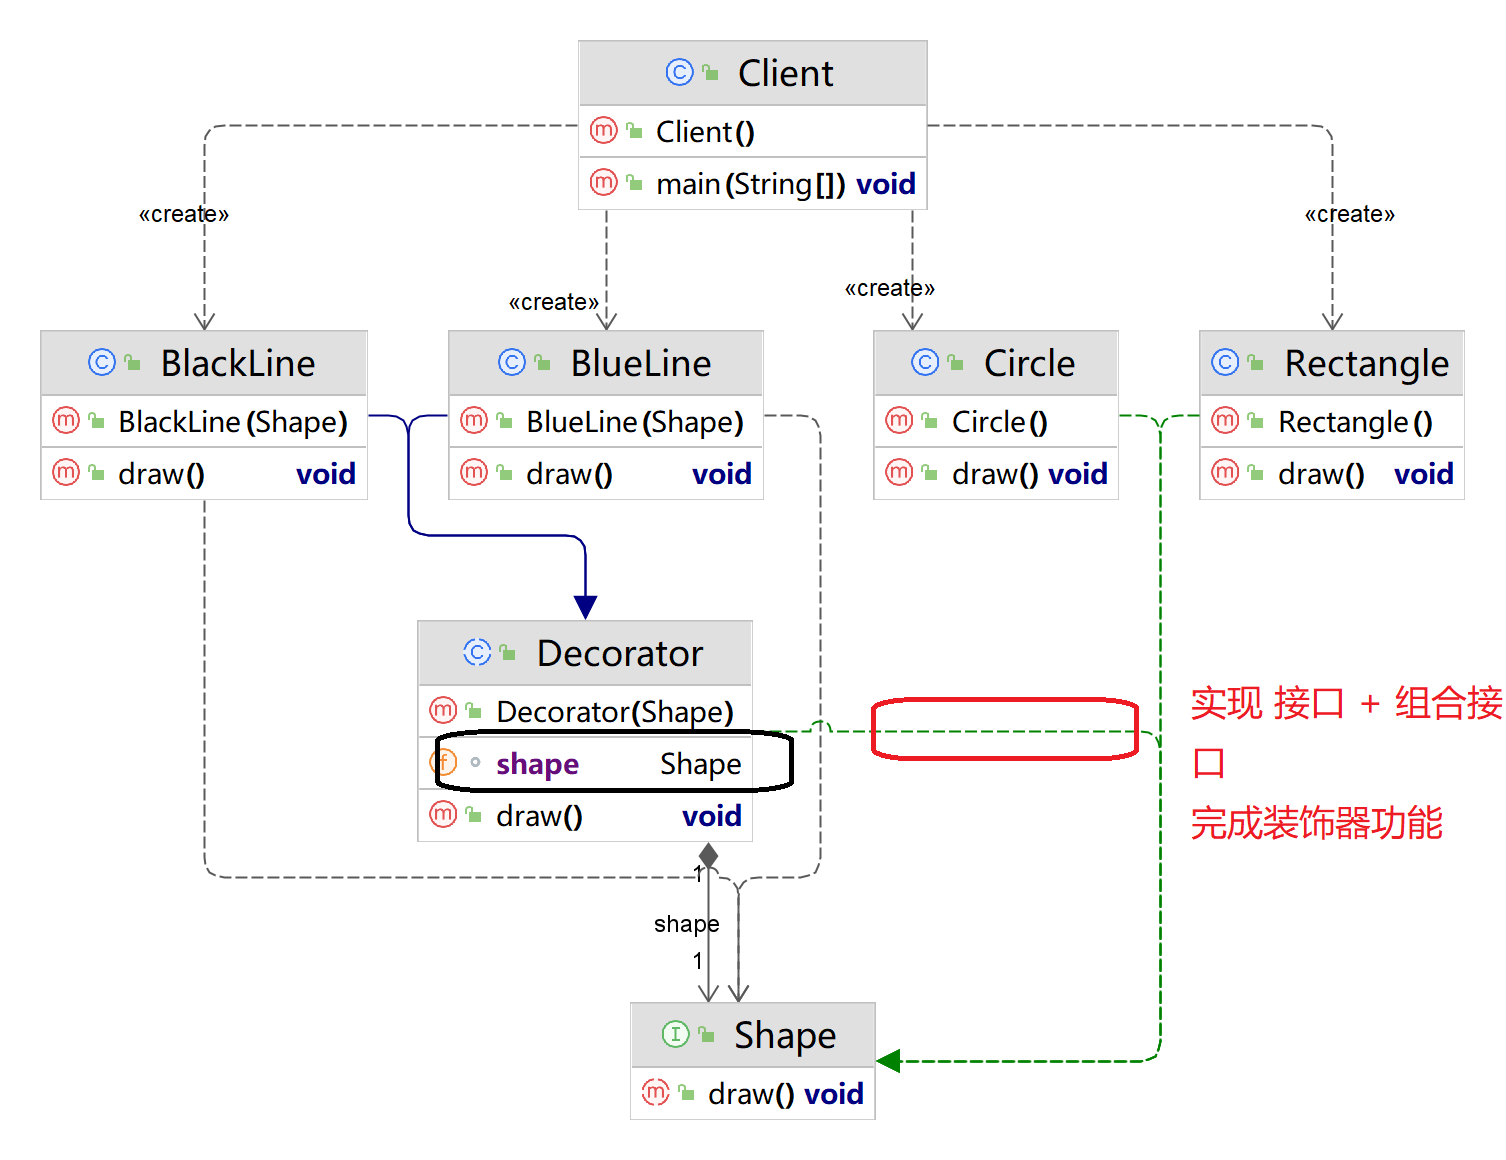 Client
Client()
main(String[]) void
«create»
«create»
«create»
«create»
BlackLine
BlackLine(Shape)
draw() void
BlueLine
BlueLine(Shape)
draw() void
Circle
Circle()
draw() void
Rectangle
Rectangle()
draw() void
Decorator
Decorator(Shape)
shape Shape
draw() void
实现 接口 + 组合接
口
完成装饰器功能
1
shape
1
Shape
draw() void